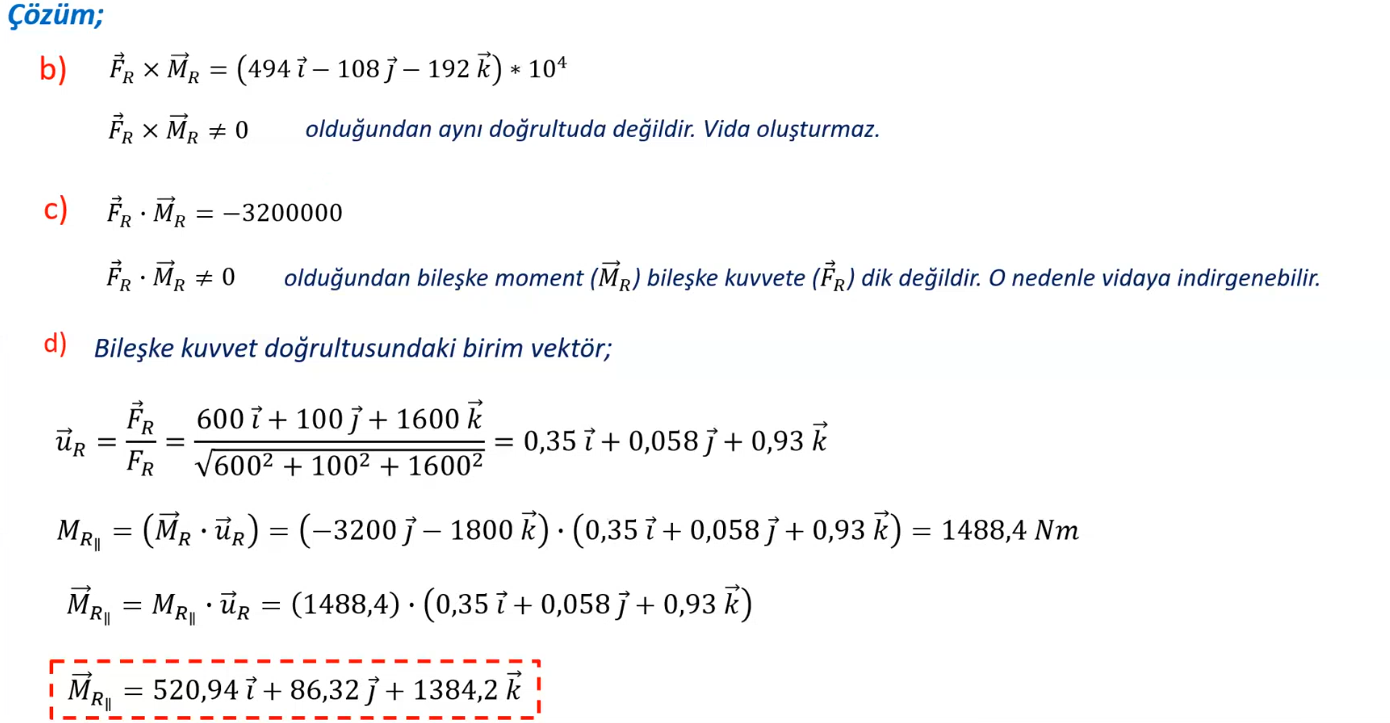 Çözüm;
b) F⃗_R × M⃗_R = (494 i⃗ − 108 j⃗ − 192 k⃗) ∗ 10⁴
F⃗_R × M⃗_R ≠ 0 olduğundan aynı doğrultuda değildir. Vida oluşturmaz.
c) F⃗_R · M⃗_R = −3200000
F⃗_R · M⃗_R ≠ 0 olduğundan bileşke moment (M⃗_R) bileşke kuvvete (F⃗_R) dik değildir. O nedenle vidaya indirgenebilir.
d) Bileşke kuvvet doğrultusundaki birim vektör;
u⃗_R = F⃗_R / F_R = (600 i⃗ + 100 j⃗ + 1600 k⃗) / √(600² + 100² + 1600²) = 0,35 i⃗ + 0,058 j⃗ + 0,93 k⃗
M_R∥ = (M⃗_R · u⃗_R) = (−3200 j⃗ − 1800 k⃗) · (0,35 i⃗ + 0,058 j⃗ + 0,93 k⃗) = 1488,4 Nm
M⃗_R∥ = M_R∥ · u⃗_R = (1488,4) · (0,35 i⃗ + 0,058 j⃗ + 0,93 k⃗)
M⃗_R∥ = 520,94 i⃗ + 86,32 j⃗ + 1384,2 k⃗